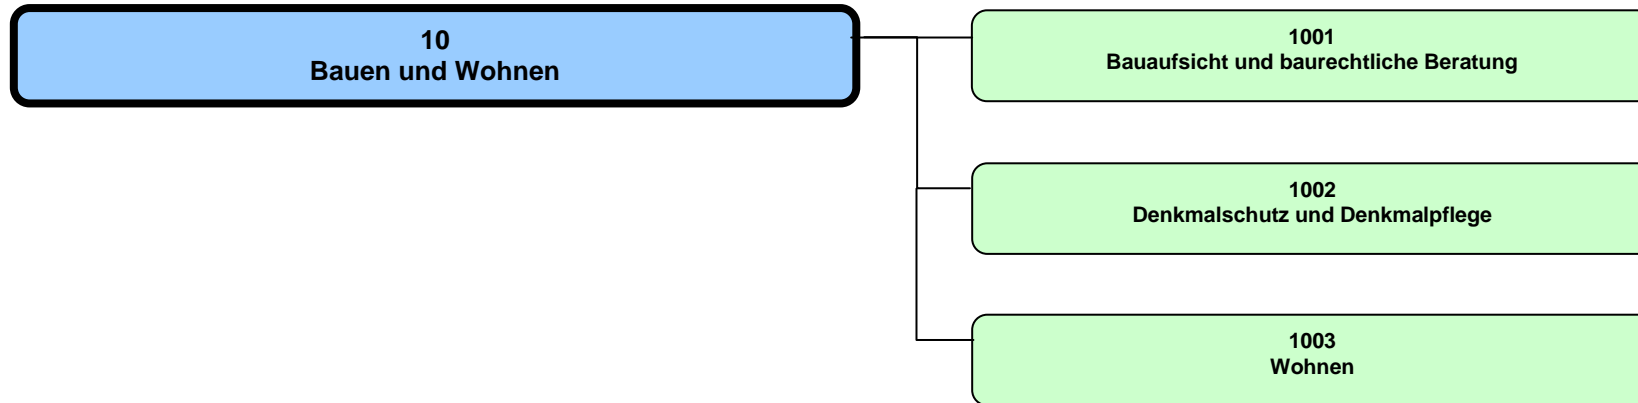 10
Bauen und Wohnen
1001
Bauaufsicht und baurechtliche Beratung
1002
Denkmalschutz und Denkmalpflege
1003
Wohnen